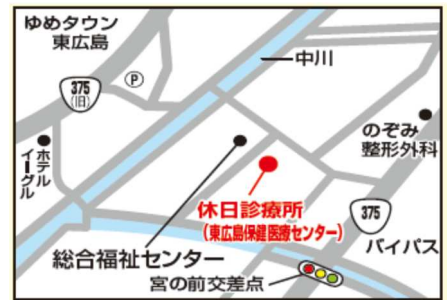 ゆめタウン
東広島
中川
P
375
(旧)
のぞみ
整形外科
ホテル
イーグル
休日診療所
(東広島保健医療センター)
375
バイパス
総合福祉センター
宮の前交差点